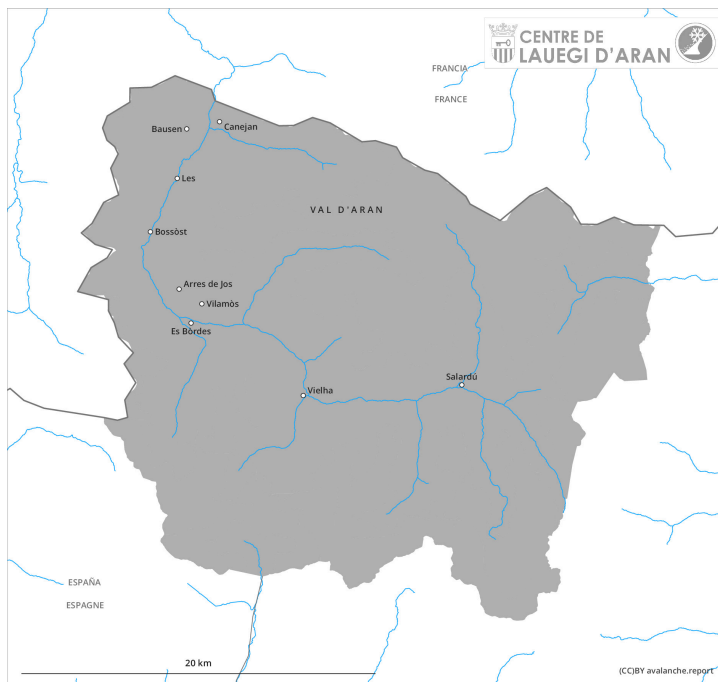 CENTRE DE
LAUEGI D'ARAN
FRANCIA
FRANCE
Bausen
Canejan
Les
VAL D'ARAN
Bossòst
Arres de Jos
Vilamòs
Es Bòrdes
Salardú
Vielha
ESPAÑA
ESPAGNE
20 km
(CC)BY avalanche.report